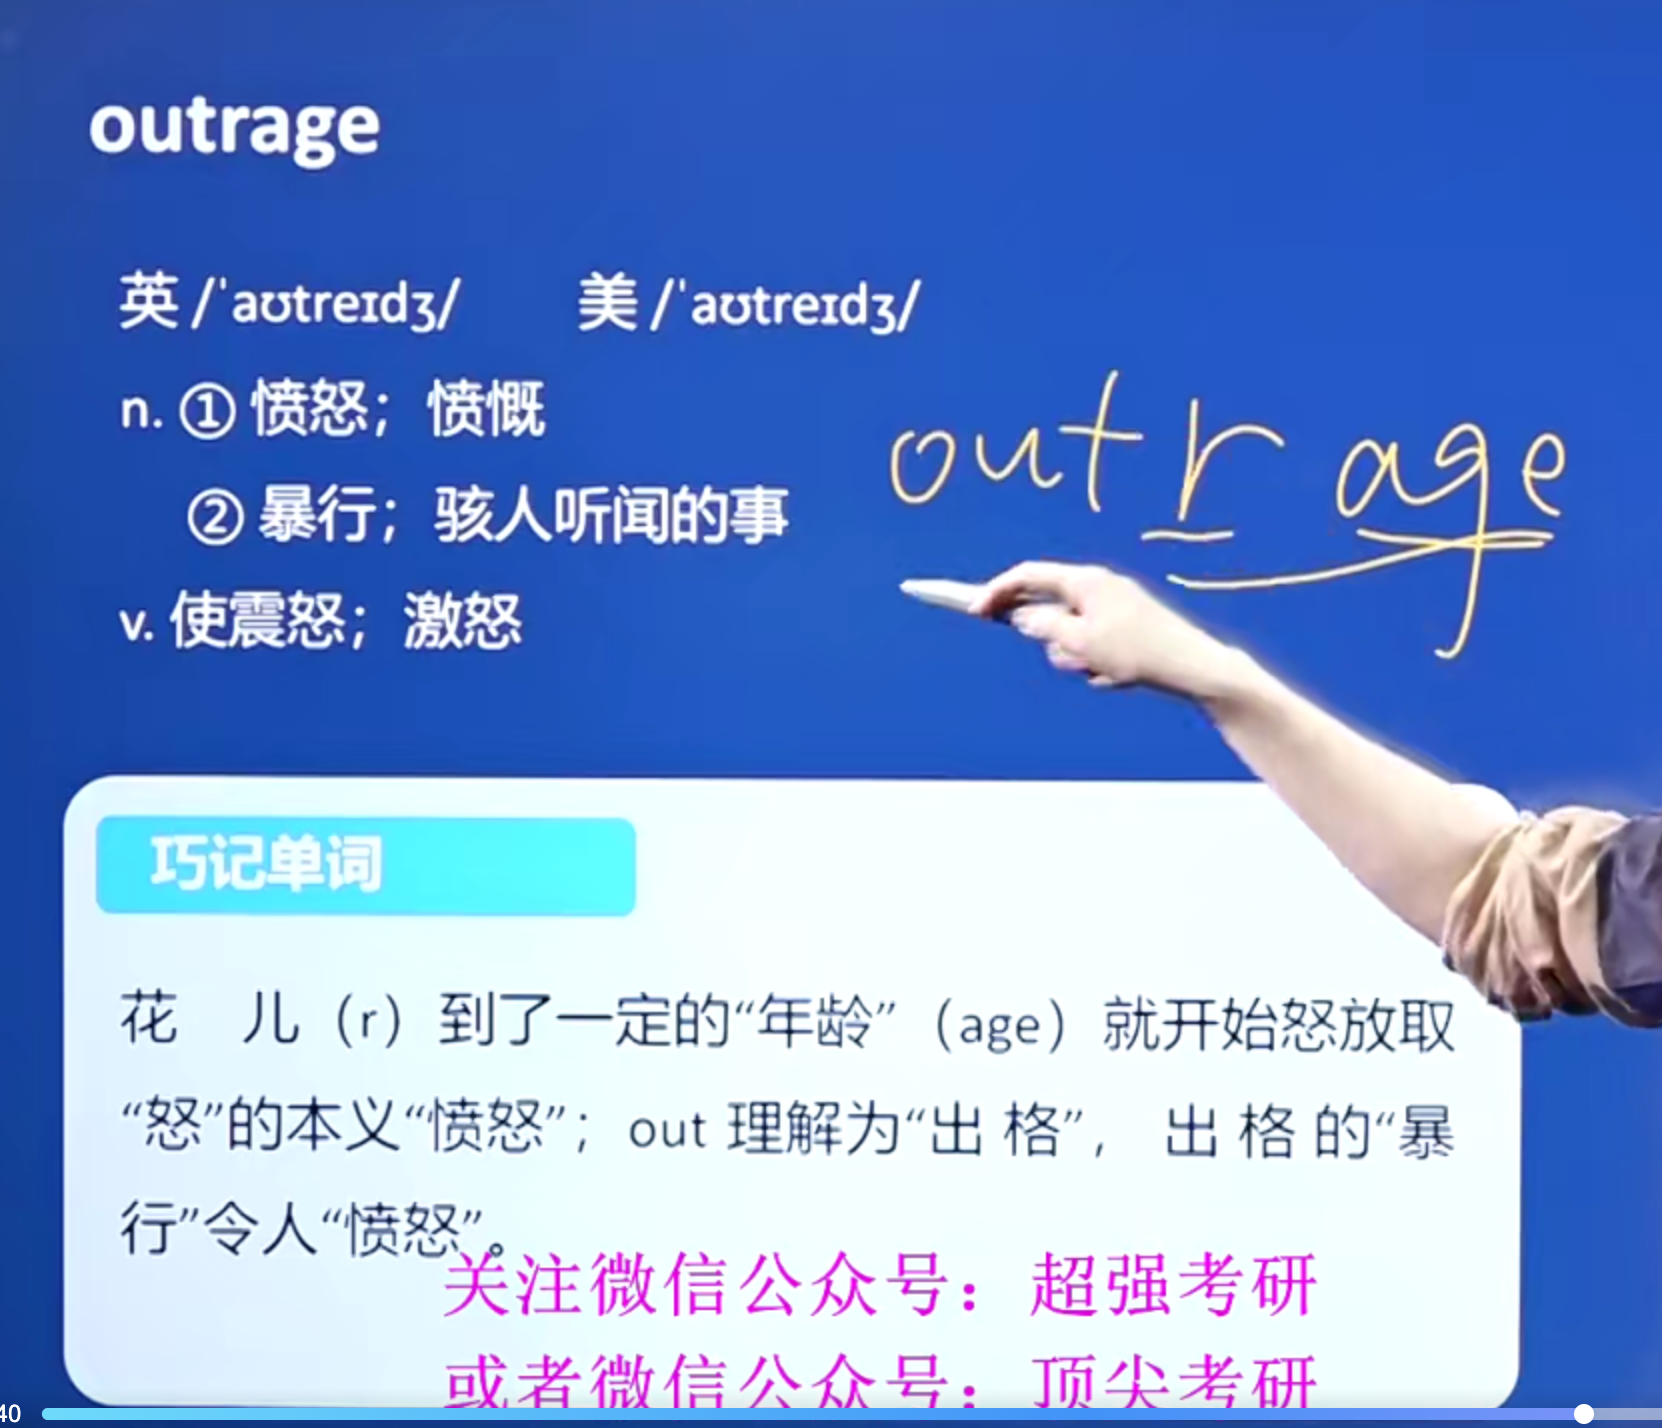 outrage
英 /ˈaʊtreɪdʒ/ 美 /ˈaʊtreɪdʒ/
n. ① 愤怒；愤慨
② 暴行；骇人听闻的事
v. 使震怒；激怒
outrage
巧记单词
花 儿（r）到了一定的“年龄”（age）就开始怒放取
“怒”的本义“愤怒”；out 理解为“出 格”， 出 格 的“暴
行”令人“愤怒”。
关注微信公众号：超强考研
或者微信公众号：顶尖考研
40